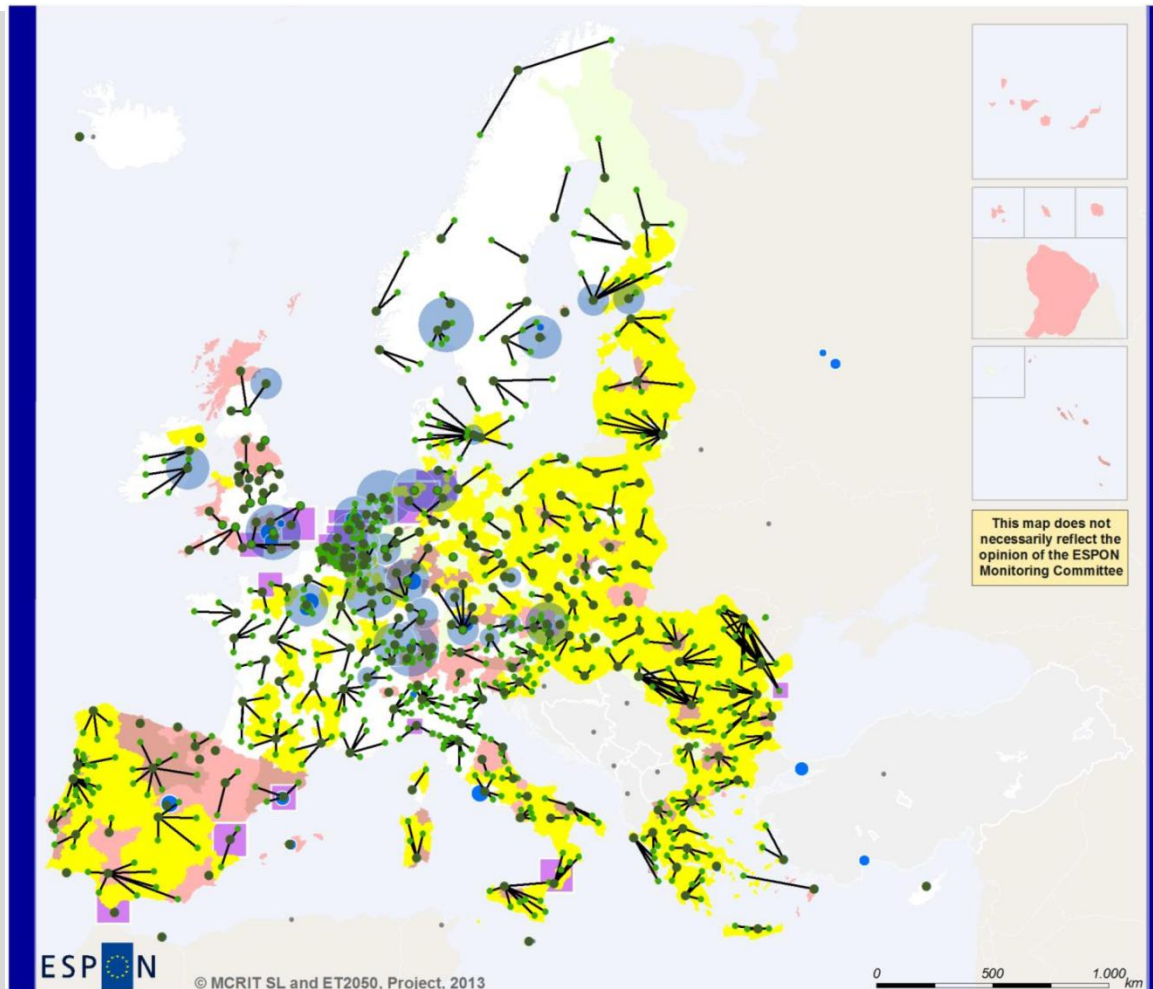 This map does not
necessarily reflect the
opinion of the ESPON
Monitoring Committee
ESPON
© MCRIT SL and ET2050, Project, 2013
0 500 1.000
km